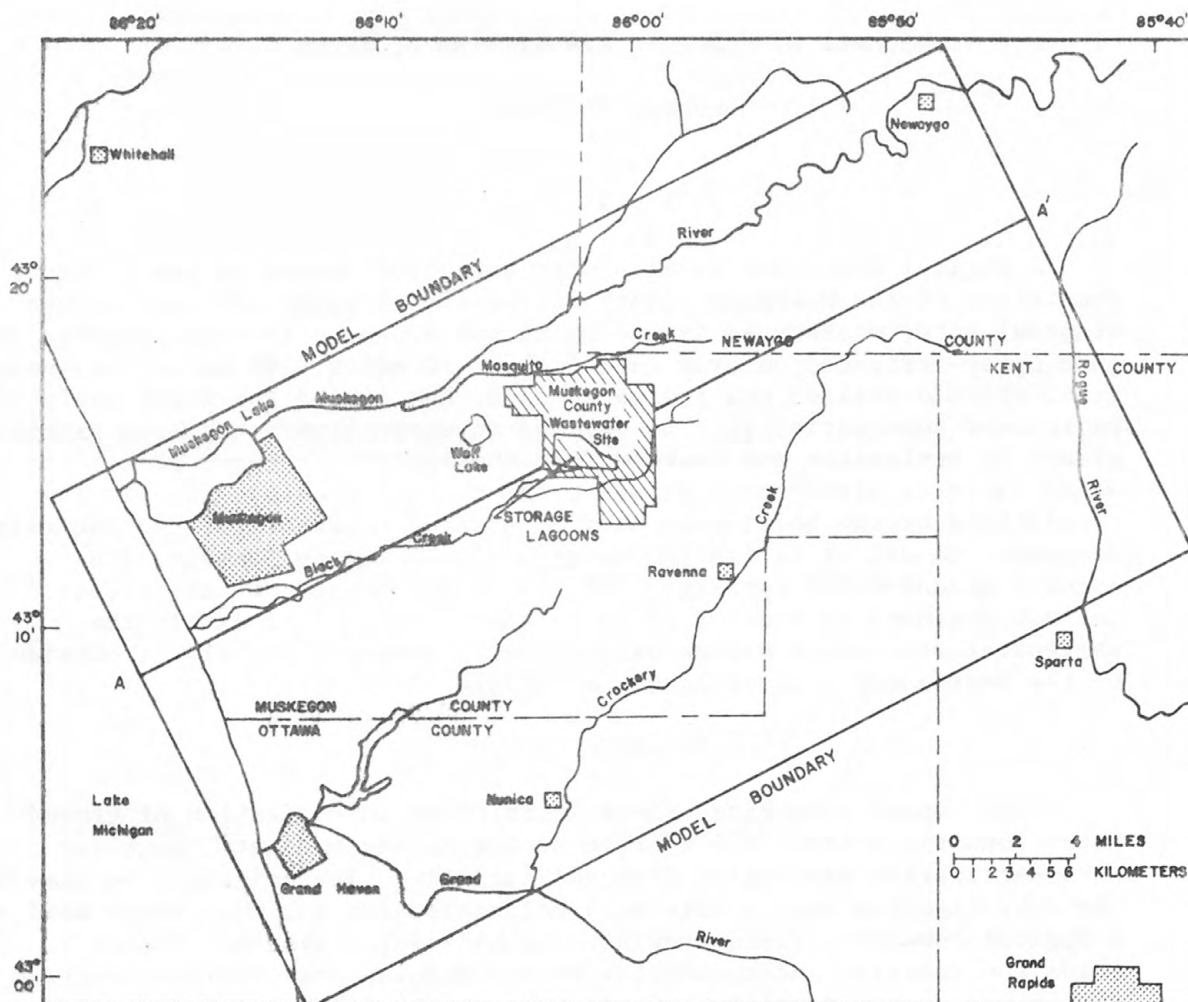 86° 20' 86° 10' 86° 00' 85° 50' 85° 40'
Newaygo
Whitehall
A'
River
43° 20'
MODEL BOUNDARY
Creek NEWAYGO COUNTY
Mosquito
KENT COUNTY
Rogue
River
Muskegon
Muskegon Lake
Muskegon County Wastewater Site
Wolf Lake
Muskegon
STORAGE LAGOONS
Creek
Black Creek
Ravenna
43° 10'
Sparta
A
Crockery
MUSKEGON COUNTY
OTTAWA COUNTY
MODEL BOUNDARY
Lake Michigan
Nunica
0 2 4 MILES
0 1 2 3 4 5 6 KILOMETERS
Grand Haven
Grand
River
43° 00'
Grand Rapids